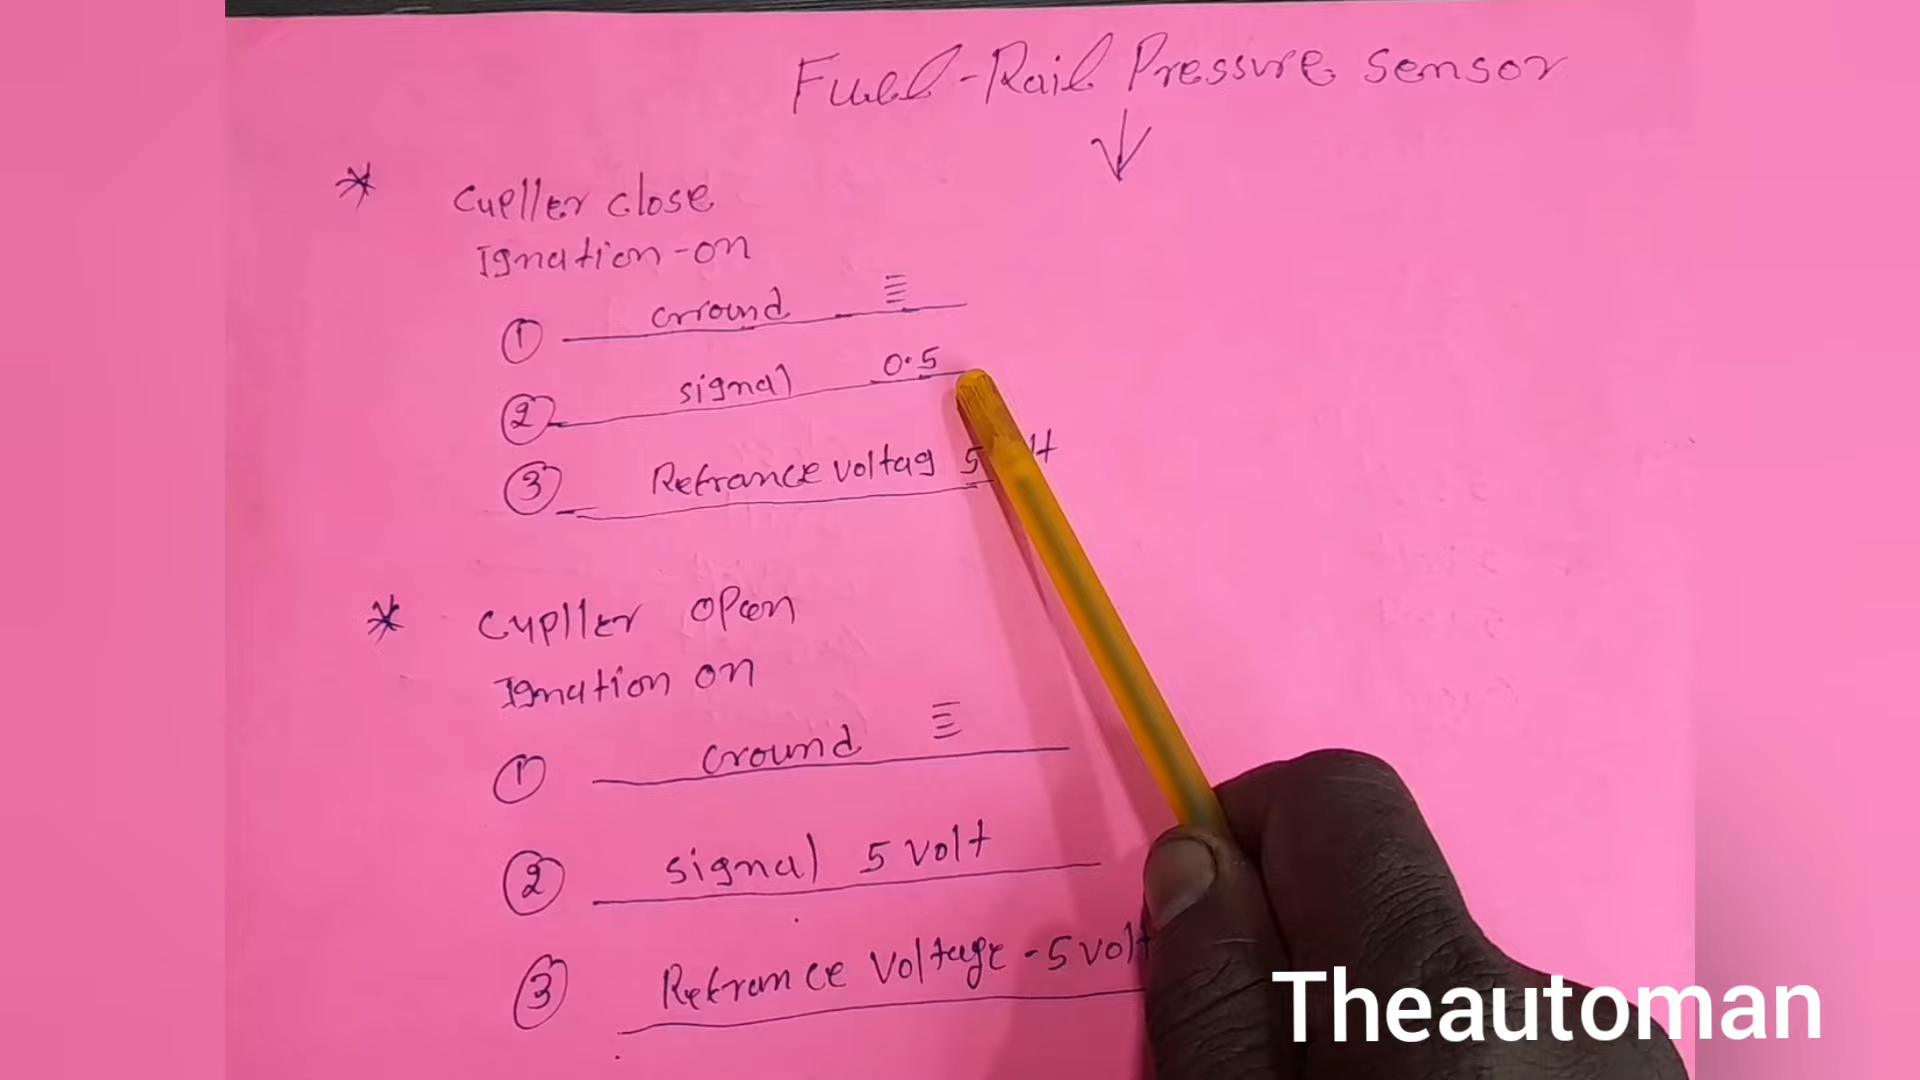 Fuel-Rail Pressure sensor
* Cupller close
Ignation-on
① Ground
② signal 0.5
③ Refrance voltag 5
* Cupller open
Ignation on
① Ground
② signal 5 volt
③ Refrance voltage - 5 volt
Theautoman